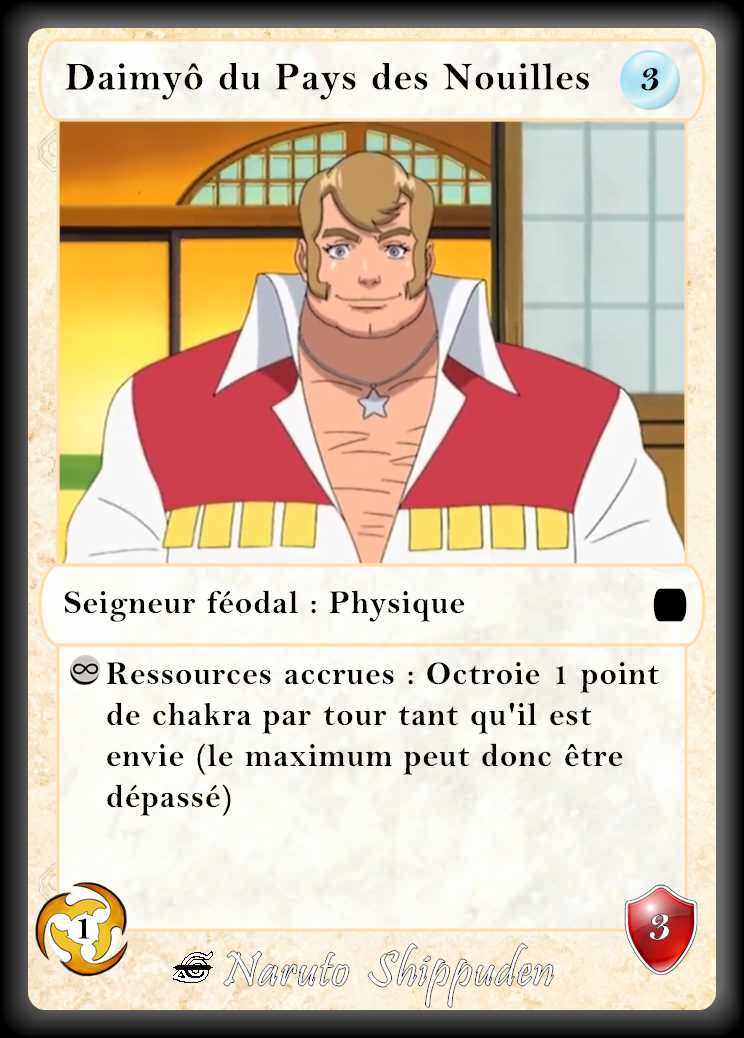 Daimyô du Pays des Nouilles 3
Seigneur féodal : Physique
∞ Ressources accrues : Octroie 1 point
de chakra par tour tant qu'il est
envie (le maximum peut donc être
dépassé)
1
3
Naruto Shippuden